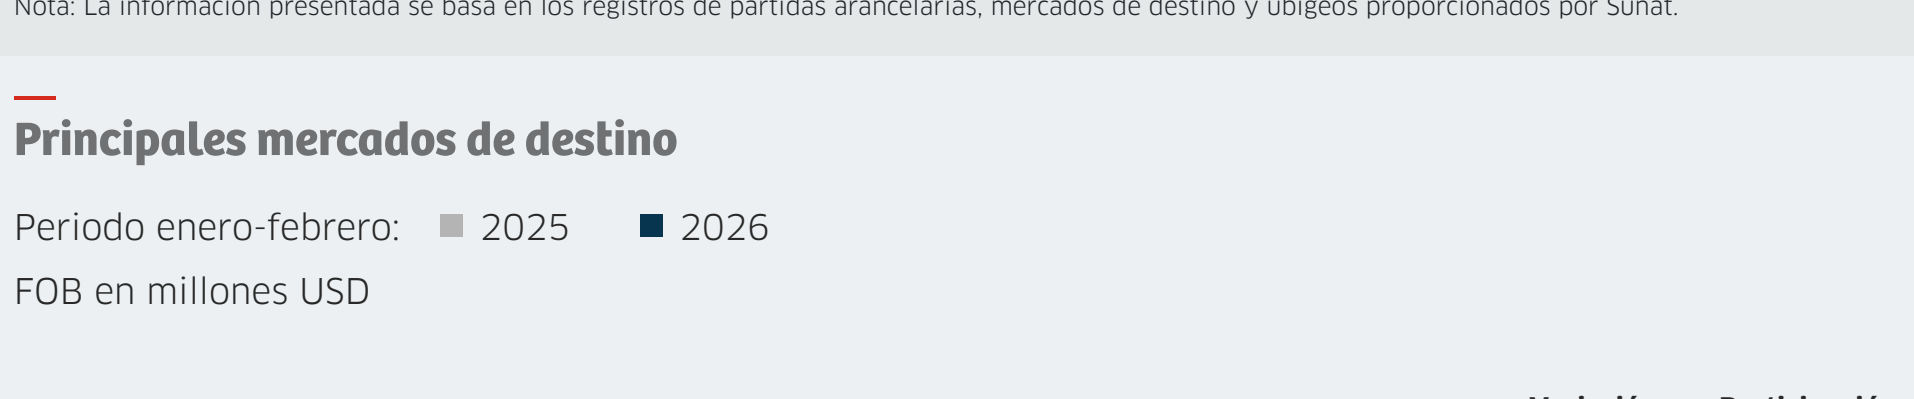 Nota: La información presentada se basa en los registros de partidas arancelarias, mercados de destino y ubigeos proporcionados por Sunat.
Principales mercados de destino
Periodo enero-febrero: 2025 2026
FOB en millones USD